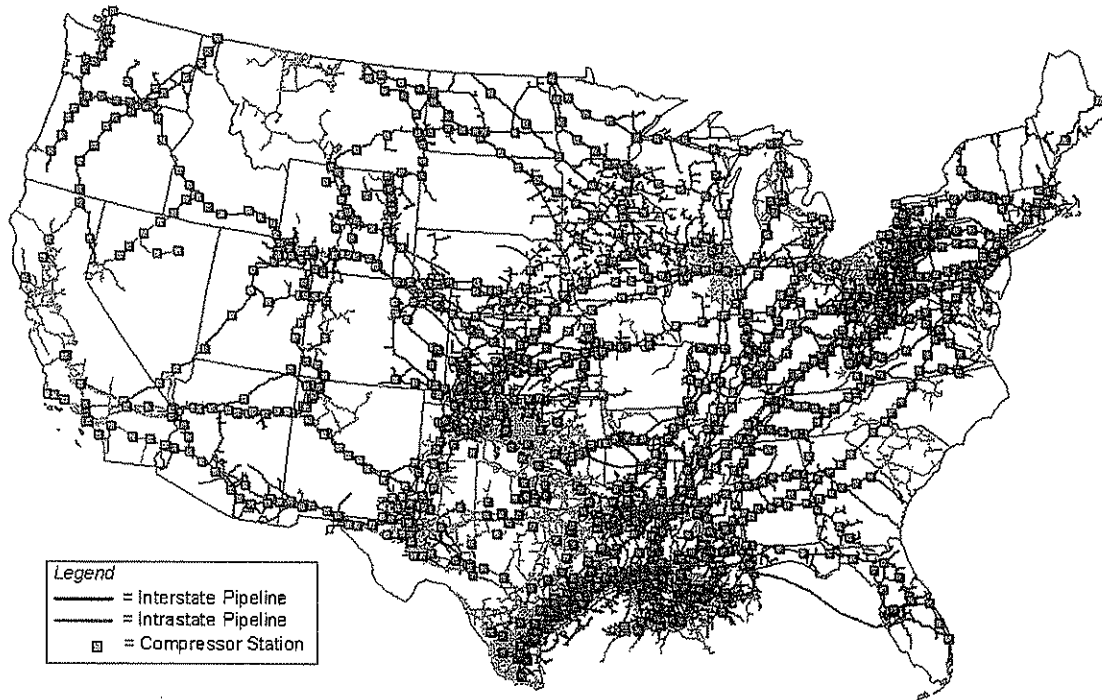 Legend
= Interstate Pipeline
= Intrastate Pipeline
= Compressor Station